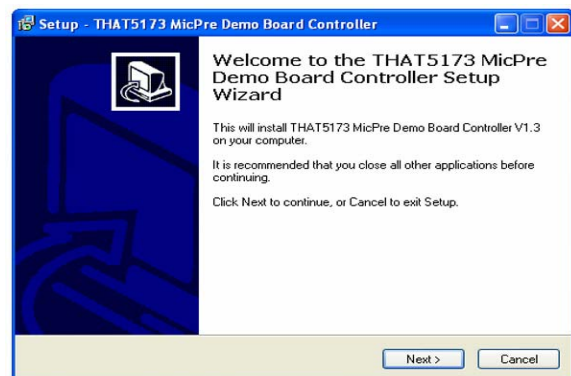 Setup - THAT5173 MicPre Demo Board Controller
Welcome to the THAT5173 MicPre
Demo Board Controller Setup
Wizard
This will install THAT5173 MicPre Demo Board Controller V1.3
on your computer.
It is recommended that you close all other applications before
continuing.
Click Next to continue, or Cancel to exit Setup.
Next >
Cancel